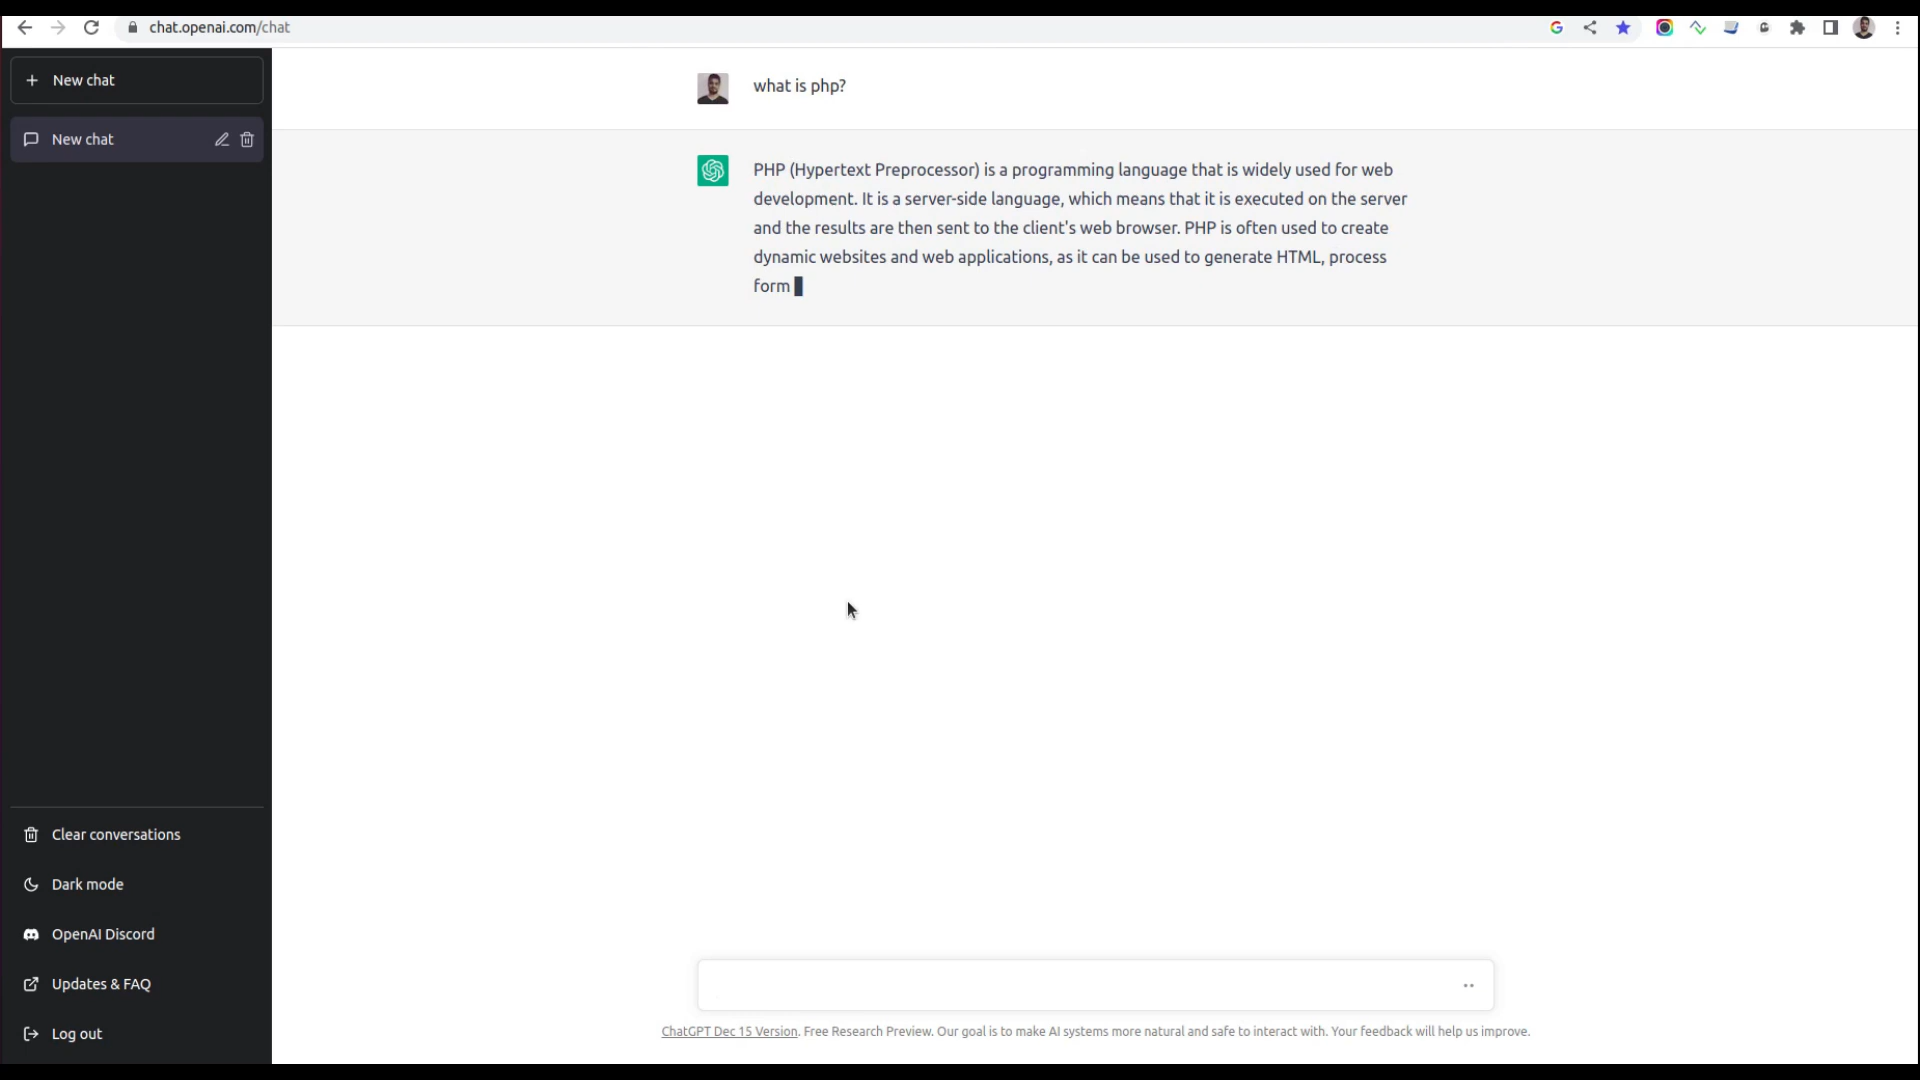 chat.openai.com/chat
New chat
New chat
what is php?
PHP (Hypertext Preprocessor) is a programming language that is widely used for web
development. It is a server-side language, which means that it is executed on the server
and the results are then sent to the client's web browser. PHP is often used to create
dynamic websites and web applications, as it can be used to generate HTML, process
form
Clear conversations
Dark mode
OpenAI Discord
Updates & FAQ
Log out
ChatGPT Dec 15 Version. Free Research Preview. Our goal is to make AI systems more natural and safe to interact with. Your feedback will help us improve.